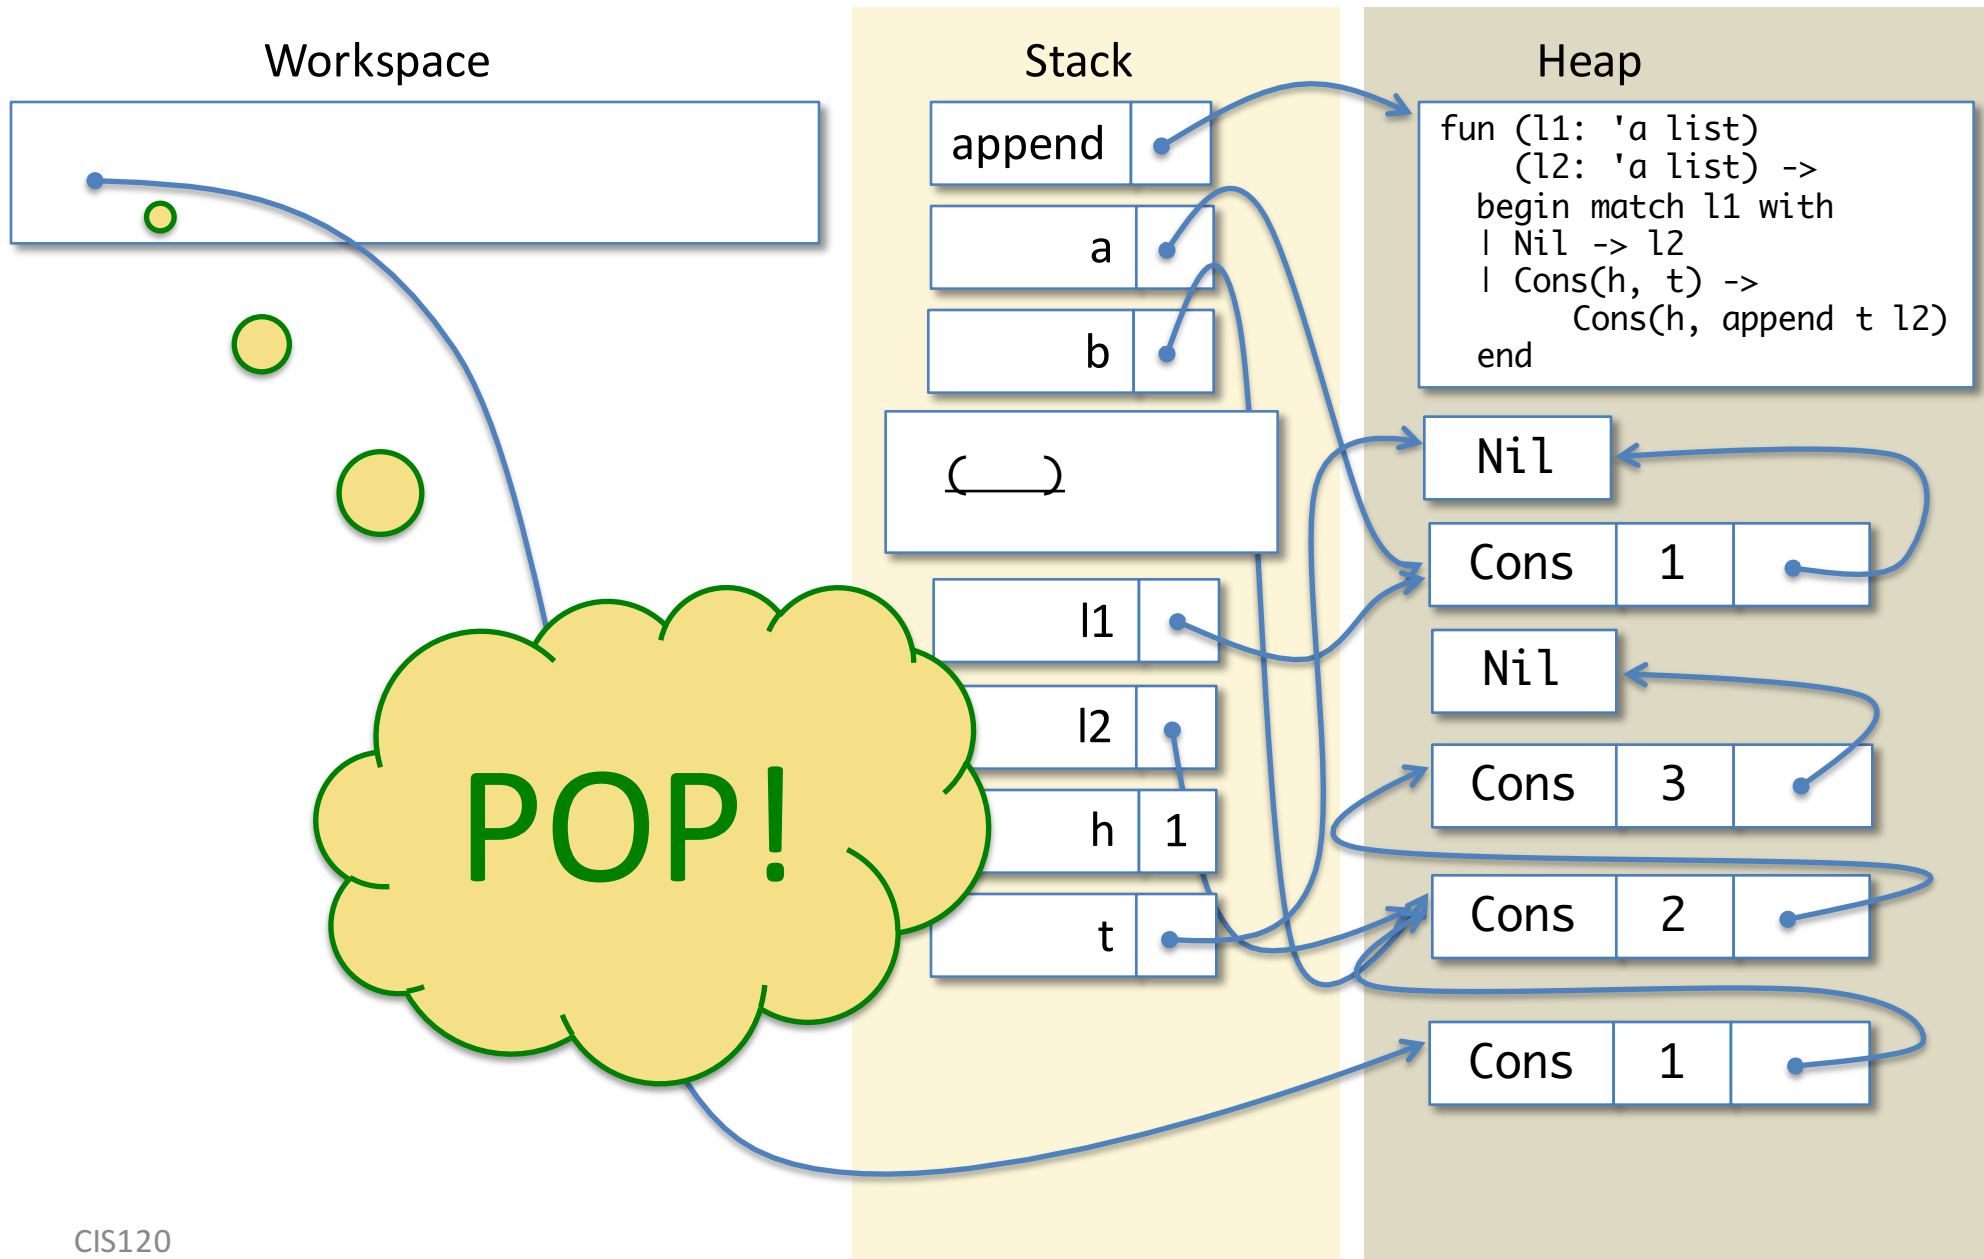 Workspace
Stack
Heap
append
a
b
(____)
l1
l2
h 1
t
fun (l1: 'a list)
(l2: 'a list) ->
begin match l1 with
| Nil -> l2
| Cons(h, t) ->
Cons(h, append t l2)
end
Nil
Cons 1
Nil
Cons 3
Cons 2
Cons 1
POP!
CIS120